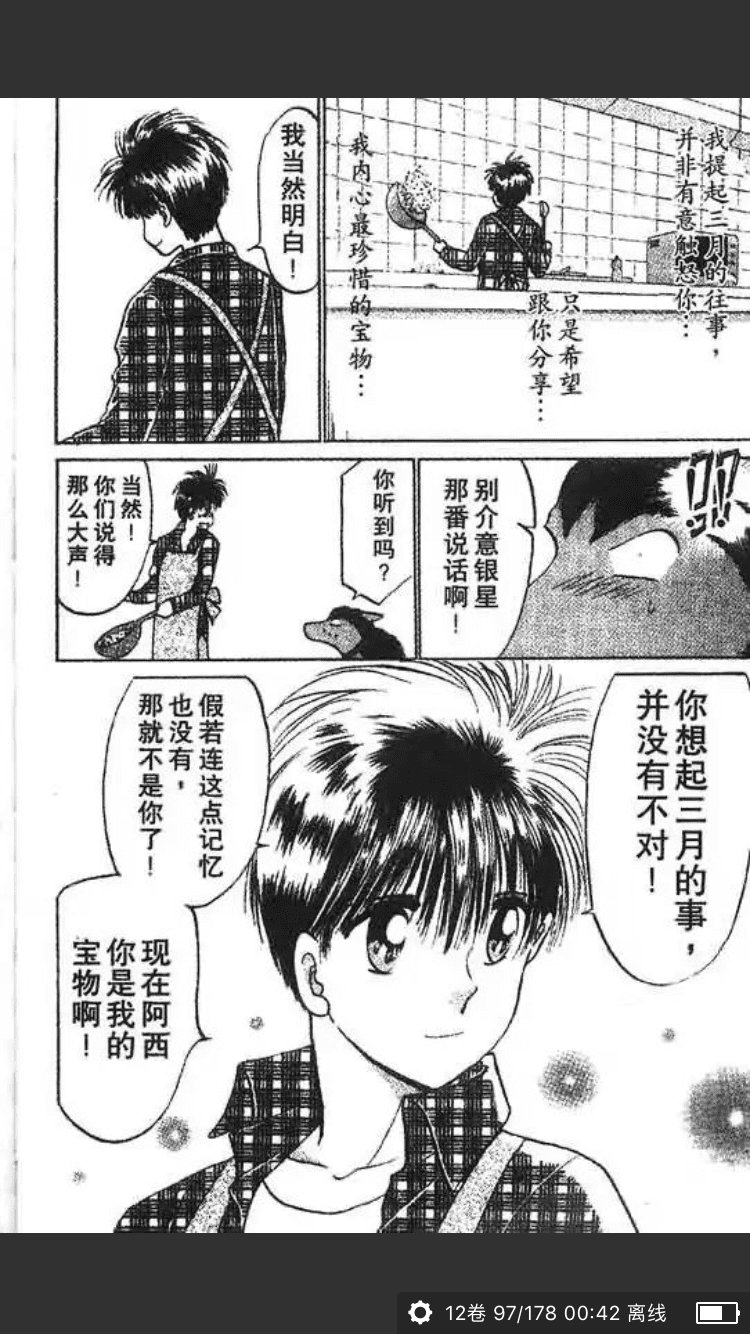 我提起三月的往事，
并非有意触怒你…
只是希望
跟你分享…
我内心最珍惜的宝物…
我当然明白！
别介意银星
那番说话啊！
你听到吗？
当然！
你们说得
那么大声！
你想起三月的事，
并没有不对！
假若连这点记忆
也没有，
那就不是你了！
现在阿西
你是我的
宝物啊！
12卷 97/178 00:42 离线